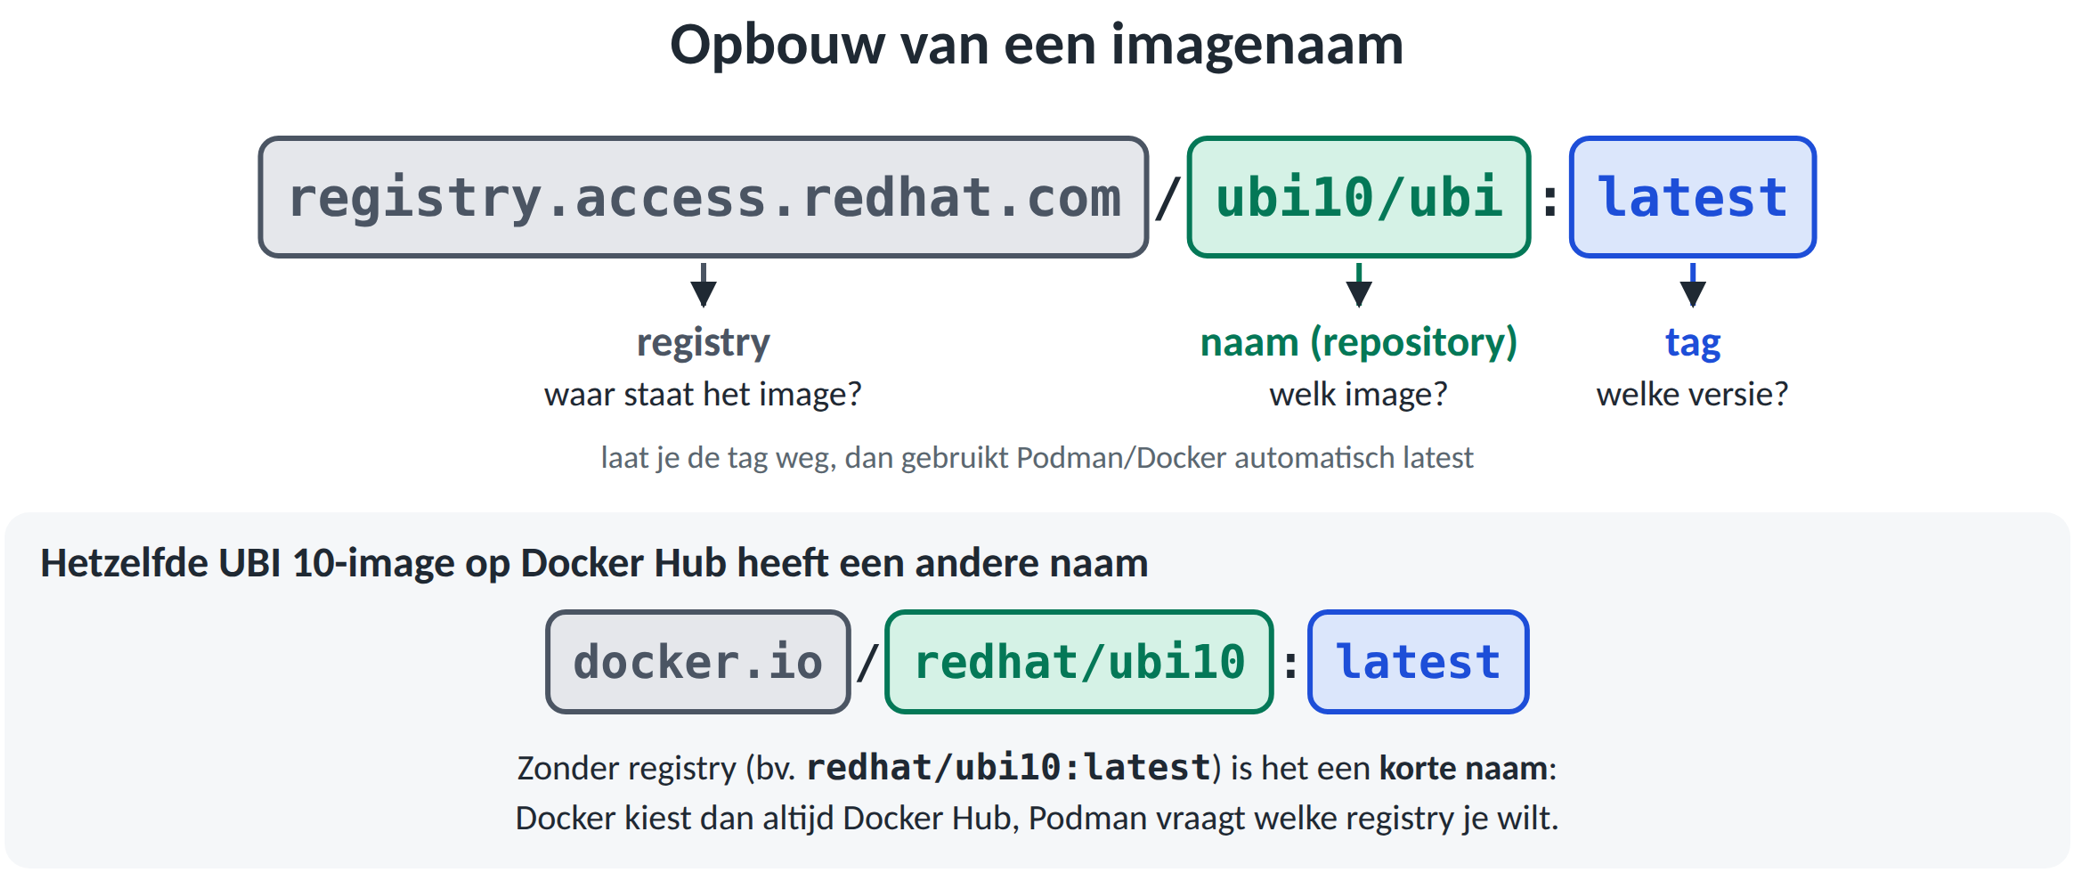 Opbouw van een imagenaam
registry.access.redhat.com / ubi10/ubi : latest
registry naam (repository) tag
waar staat het image? welk image? welke versie?
laat je de tag weg, dan gebruikt Podman/Docker automatisch latest
Hetzelfde UBI 10-image op Docker Hub heeft een andere naam
docker.io / redhat/ubi10 : latest
Zonder registry (bv. redhat/ubi10:latest) is het een korte naam:
Docker kiest dan altijd Docker Hub, Podman vraagt welke registry je wilt.